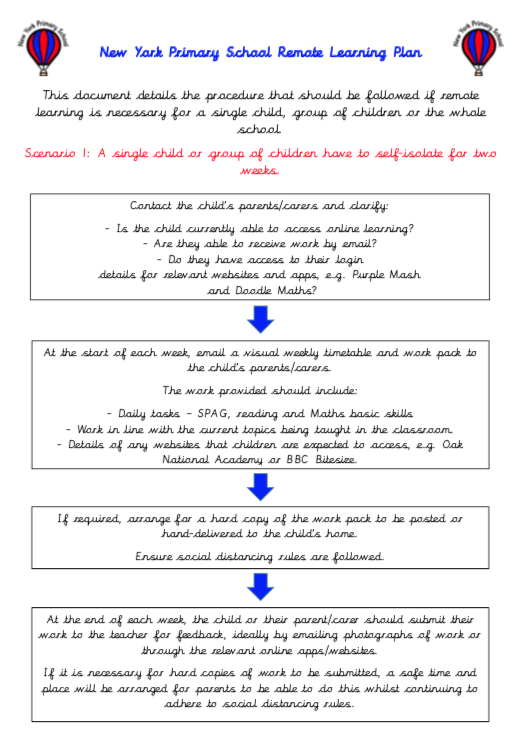 New York Primary School
New York Primary School
New York Primary School Remote Learning Plan
This document details the procedure that should be followed if remote
learning is necessary for a single child, group of children or the whole
school.
Scenario 1: A single child or group of children have to self-isolate for two
weeks.
Contact the child's parents/carers and clarify:
- Is the child currently able to access online learning?
- Are they able to receive work by email?
- Do they have access to their login
details for relevant websites and apps, e.g. Purple Mash
and Doodle Maths?
At the start of each week, email a visual weekly timetable and work pack to
the child's parents/carers.
The work provided should include:
- Daily tasks – SPAG, reading and Maths basic skills
- Work in line with the current topics being taught in the classroom.
- Details of any websites that children are expected to access, e.g. Oak
National Academy or BBC Bitesize.
If required, arrange for a hard copy of the work pack to be posted or
hand-delivered to the child's home.
Ensure social distancing rules are followed.
At the end of each week, the child or their parent/carer should submit their
work to the teacher for feedback, ideally by emailing photographs of work or
through the relevant online apps/websites.
If it is necessary for hard copies of work to be submitted, a safe time and
place will be arranged for parents to be able to do this whilst continuing to
adhere to social distancing rules.